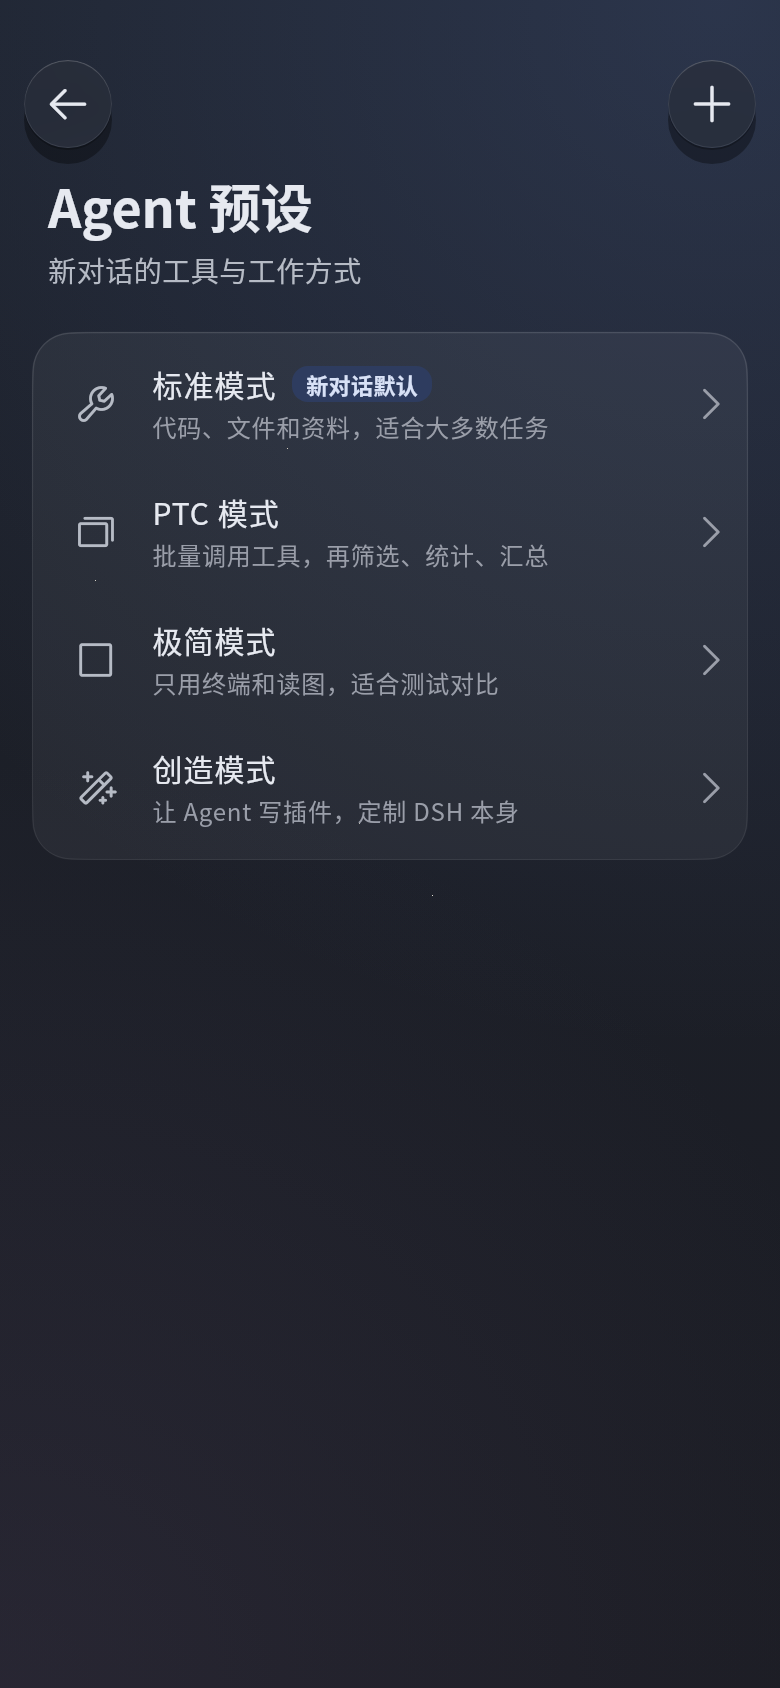 Agent 预设
新对话的工具与工作方式
标准模式 新对话默认
代码、文件和资料，适合大多数任务
PTC 模式
批量调用工具，再筛选、统计、汇总
极简模式
只用终端和读图，适合测试对比
创造模式
让 Agent 写插件，定制 DSH 本身